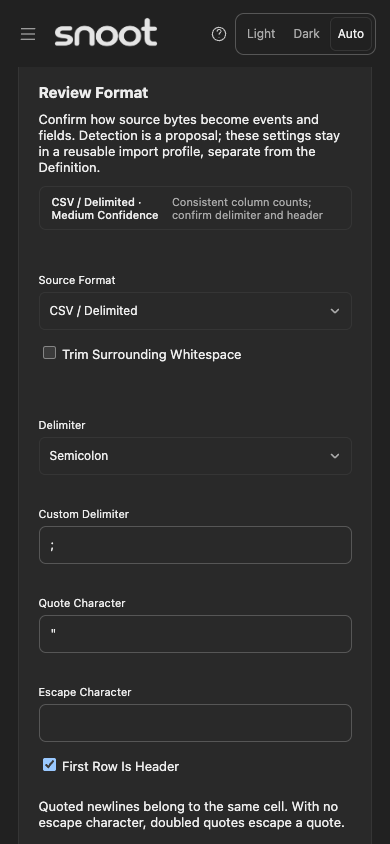 snoot
Light Dark Auto
Review Format
Confirm how source bytes become events and
fields. Detection is a proposal; these settings stay
in a reusable import profile, separate from the
Definition.
CSV / Delimited ·
Medium Confidence
Consistent column counts;
confirm delimiter and header
Source Format
CSV / Delimited
Trim Surrounding Whitespace
Delimiter
Semicolon
Custom Delimiter
;
Quote Character
"
Escape Character
First Row Is Header
Quoted newlines belong to the same cell. With no
escape character, doubled quotes escape a quote.